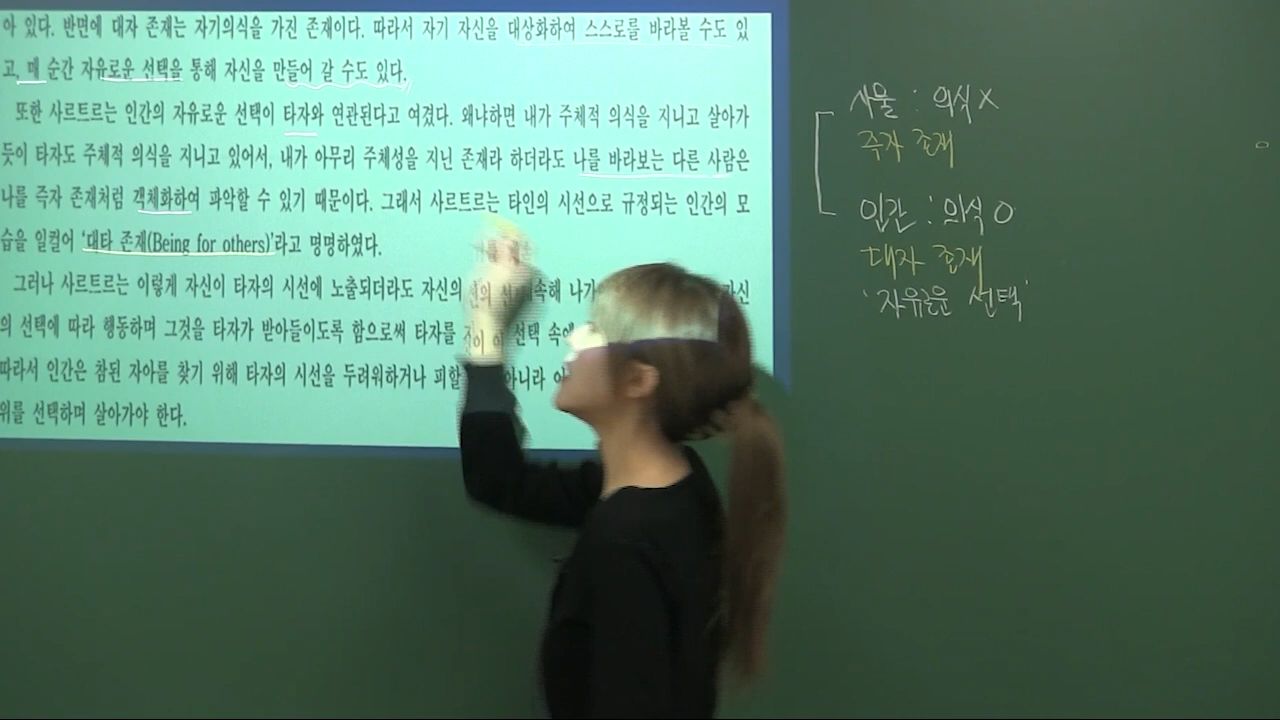 아 있다. 반면에 대자 존재는 자기의식을 가진 존재이다. 따라서 자기 자신을 대상화하여 스스로를 바라볼 수도 있
고, 매 순간 자유로운 선택을 통해 자신을 만들어 갈 수도 있다.
또한 사르트르는 인간의 자유로운 선택이 타자와 연관된다고 여겼다. 왜냐하면 내가 주체적 의식을 지니고 살아가
듯이 타자도 주체적 의식을 지니고 있어서, 내가 아무리 주체성을 지닌 존재라 하더라도 나를 바라보는 다른 사람은
나를 즉자 존재처럼 객체화하여 파악할 수 있기 때문이다. 그래서 사르트르는 타인의 시선으로 규정되는 인간의 모
습을 일컬어 ‘대타 존재(Being for others)’라고 명명하였다.
그러나 사르트르는 이렇게 자신이 타자의 시선에 노출되더라도 자신의 해 나가
의 선택에 따라 행동하며 그것을 타자가 받아들이도록 함으로써 타자를 선택 속에
따라서 인간은 참된 자아를 찾기 위해 타자의 시선을 두려워하거나 피할 아니라
위를 선택하며 살아가야 한다.
사물 : 의식 X
즉자 존재
인간 : 의식 O
대자 존재
'자유로운 선택'